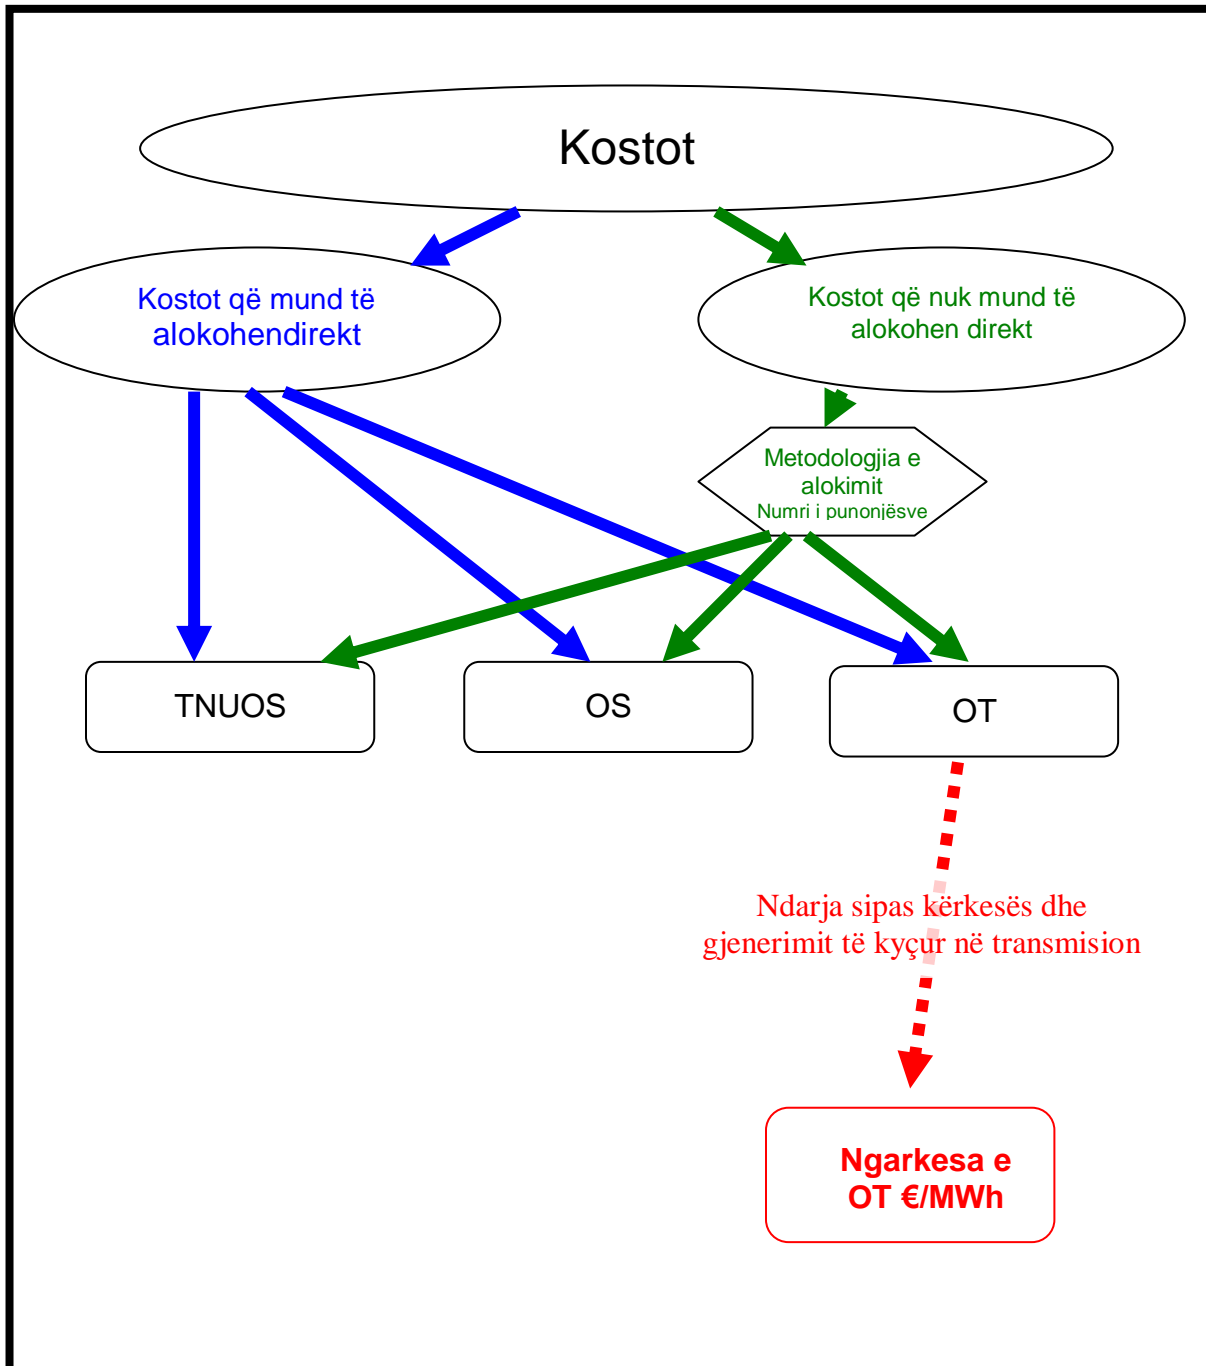 Kostot
Kostot që mund të
alokohendirekt
Kostot që nuk mund të
alokohen direkt
Metodologjia e
alokimit
Numri i punonjësve
TNUOS
OS
OT
Ndarja sipas kërkesës dhe
gjenerimit të kyçur në transmision
Ngarkesa e
OT €/MWh